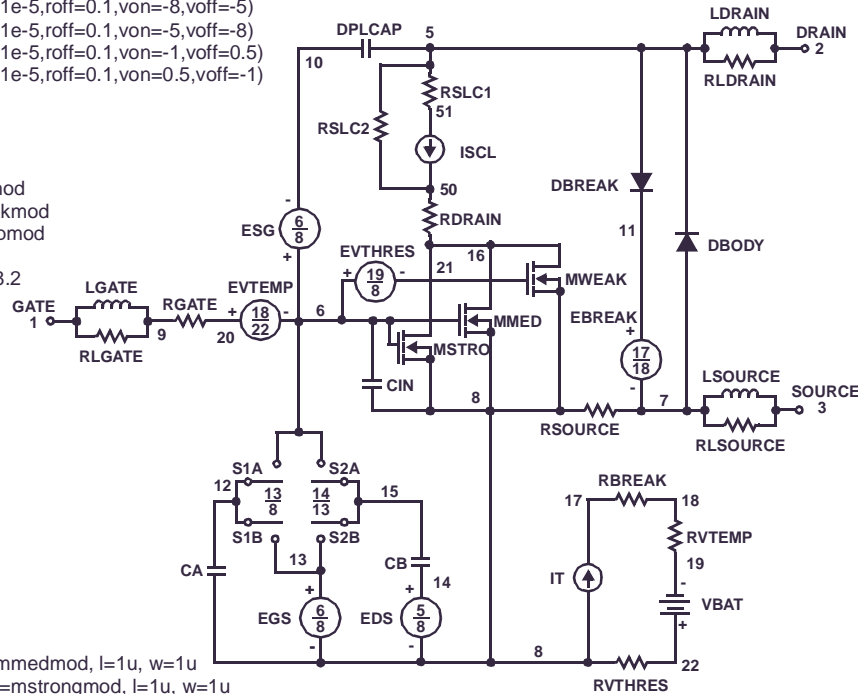 1e-5,roff=0.1,von=-8,voff=-5)
1e-5,roff=0.1,von=-5,voff=-8)
1e-5,roff=0.1,von=-1,voff=0.5)
1e-5,roff=0.1,von=0.5,voff=-1)
LDRAIN
DPLCAP
5
DRAIN
2
10
RLDRAIN
RSLC1
51
RSLC2
ISCL
nod
kmod
omod
50
DBREAK
- 
RDRAIN
ESG
6
8
11
DBODY
+
EVTHRES
16
21
+
19
8
-
MWEAK
3.2
LGATE
EVTEMP
GATE
1
RGATE
+
18
22
-
6
MMED
EBREAK
+
9
20
MSTRO
17
18
-
RLGATE
CIN
LSOURCE
8
7
SOURCE
3
RSOURCE
RLSOURCE
S1A
S2A
12
13
8
14
13
15
RBREAK
17
18
S1B
S2B
RVTEMP
13
CB
19
CA
IT
-
14
+
+
VBAT
EGS
6
8
EDS
5
8
+
-
-
8
22
mmedmod, l=1u, w=1u
=mstrongmod, l=1u, w=1u
RVTHRES